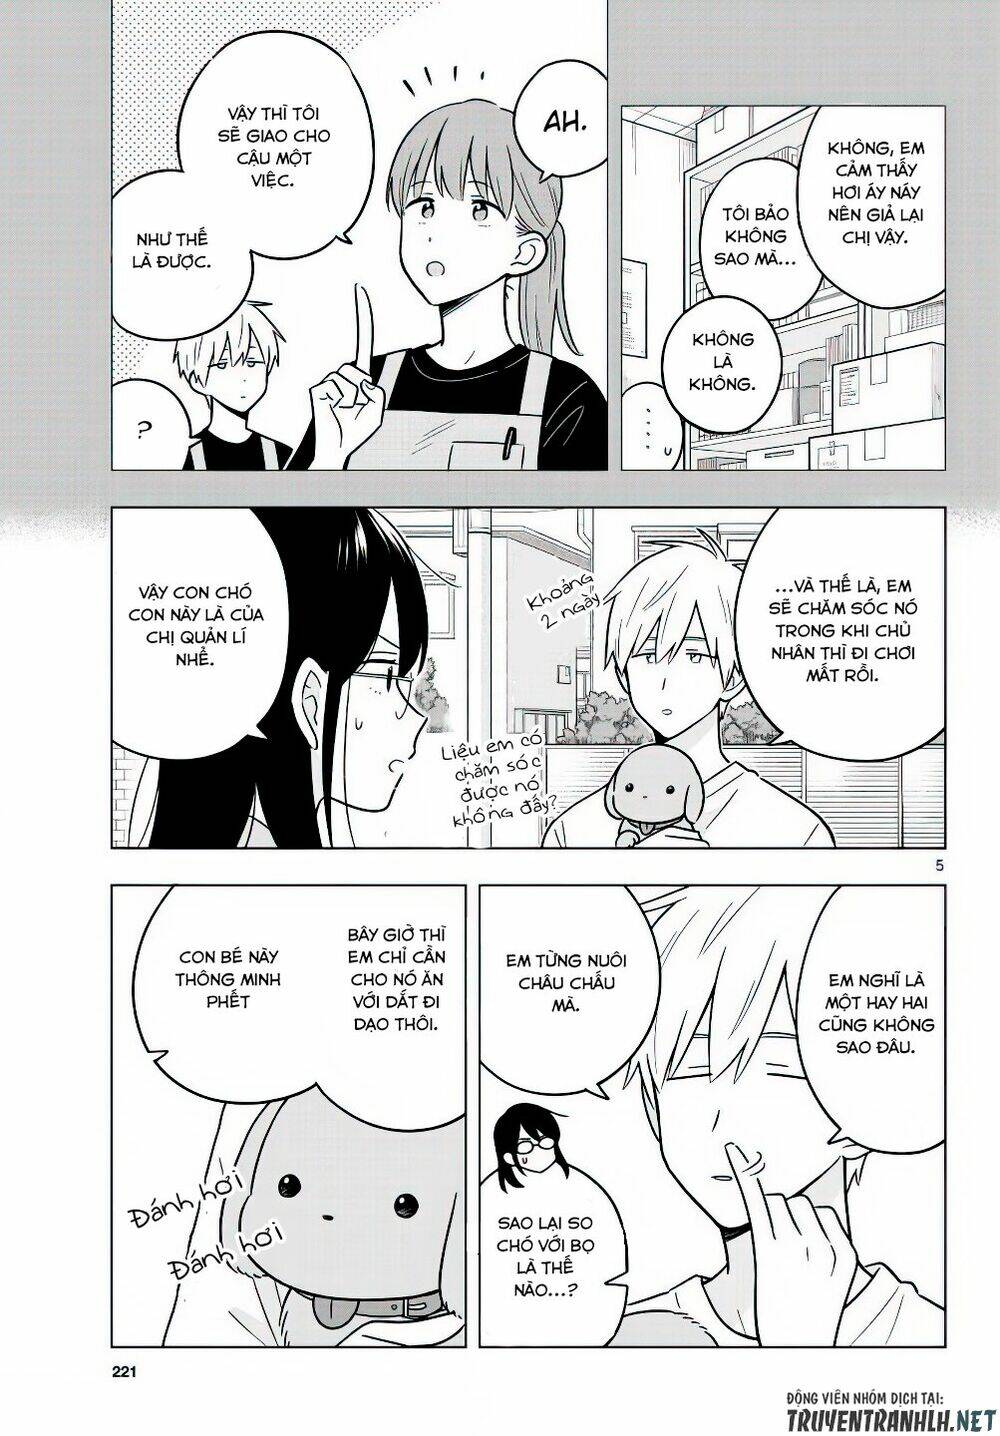 KHÔNG, EM
CẢM THẤY
HƠI ÁY NÁY
NÊN GIẢ LẠI
CHỊ VẬY.
TÔI BẢO
KHÔNG
SAO MÀ...
KHÔNG
LÀ
KHÔNG.
......
AH.
VẬY THÌ TÔI
SẼ GIAO CHO
CẬU MỘT
VIỆC.
NHƯ THẾ
LÀ ĐƯỢC.
?
...VÀ THẾ LÀ, EM
SẼ CHĂM SÓC NÓ
TRONG KHI CHỦ
NHÂN THÌ ĐI CHƠI
MẤT RỒI.
Khoảng
2 ngày
VẬY CON CHÓ
CON NÀY LÀ CỦA
CHỊ QUẢN LÍ
NHỂ.
Liệu em có
chăm sóc
được nó
không đấy?
5
EM NGHĨ LÀ
MỘT HAY HAI
CŨNG KHÔNG
SAO ĐÂU.
EM TỪNG NUÔI
CHÂU CHẤU
MÀ.
SAO LẠI SO
CHÓ VỚI BỌ
LÀ THẾ
NÀO...?
BÂY GIỜ THÌ
EM CHỈ CẦN
CHO NÓ ĂN
VỚI DẮT ĐI
DẠO THÔI.
CON BÉ NÀY
THÔNG MINH
PHẾT
Đánh hơi
Đánh hơi
221
ĐỘNG VIÊN NHÓM DỊCH TẠI:
TRUYENTRANHLH.NET